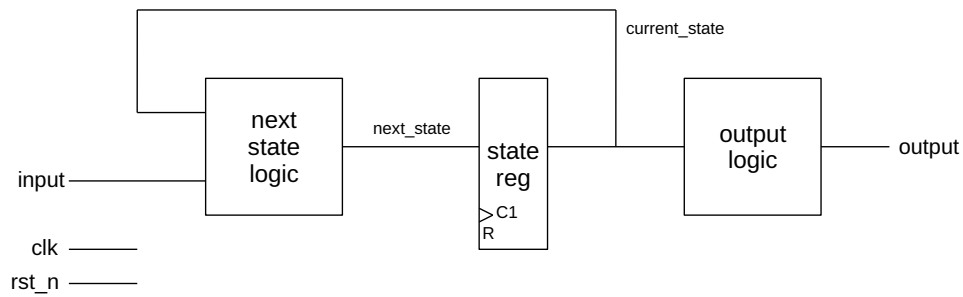 current_state
next
state
logic
next_state
state
reg
C1
R
output
logic
output
input
clk
rst_n